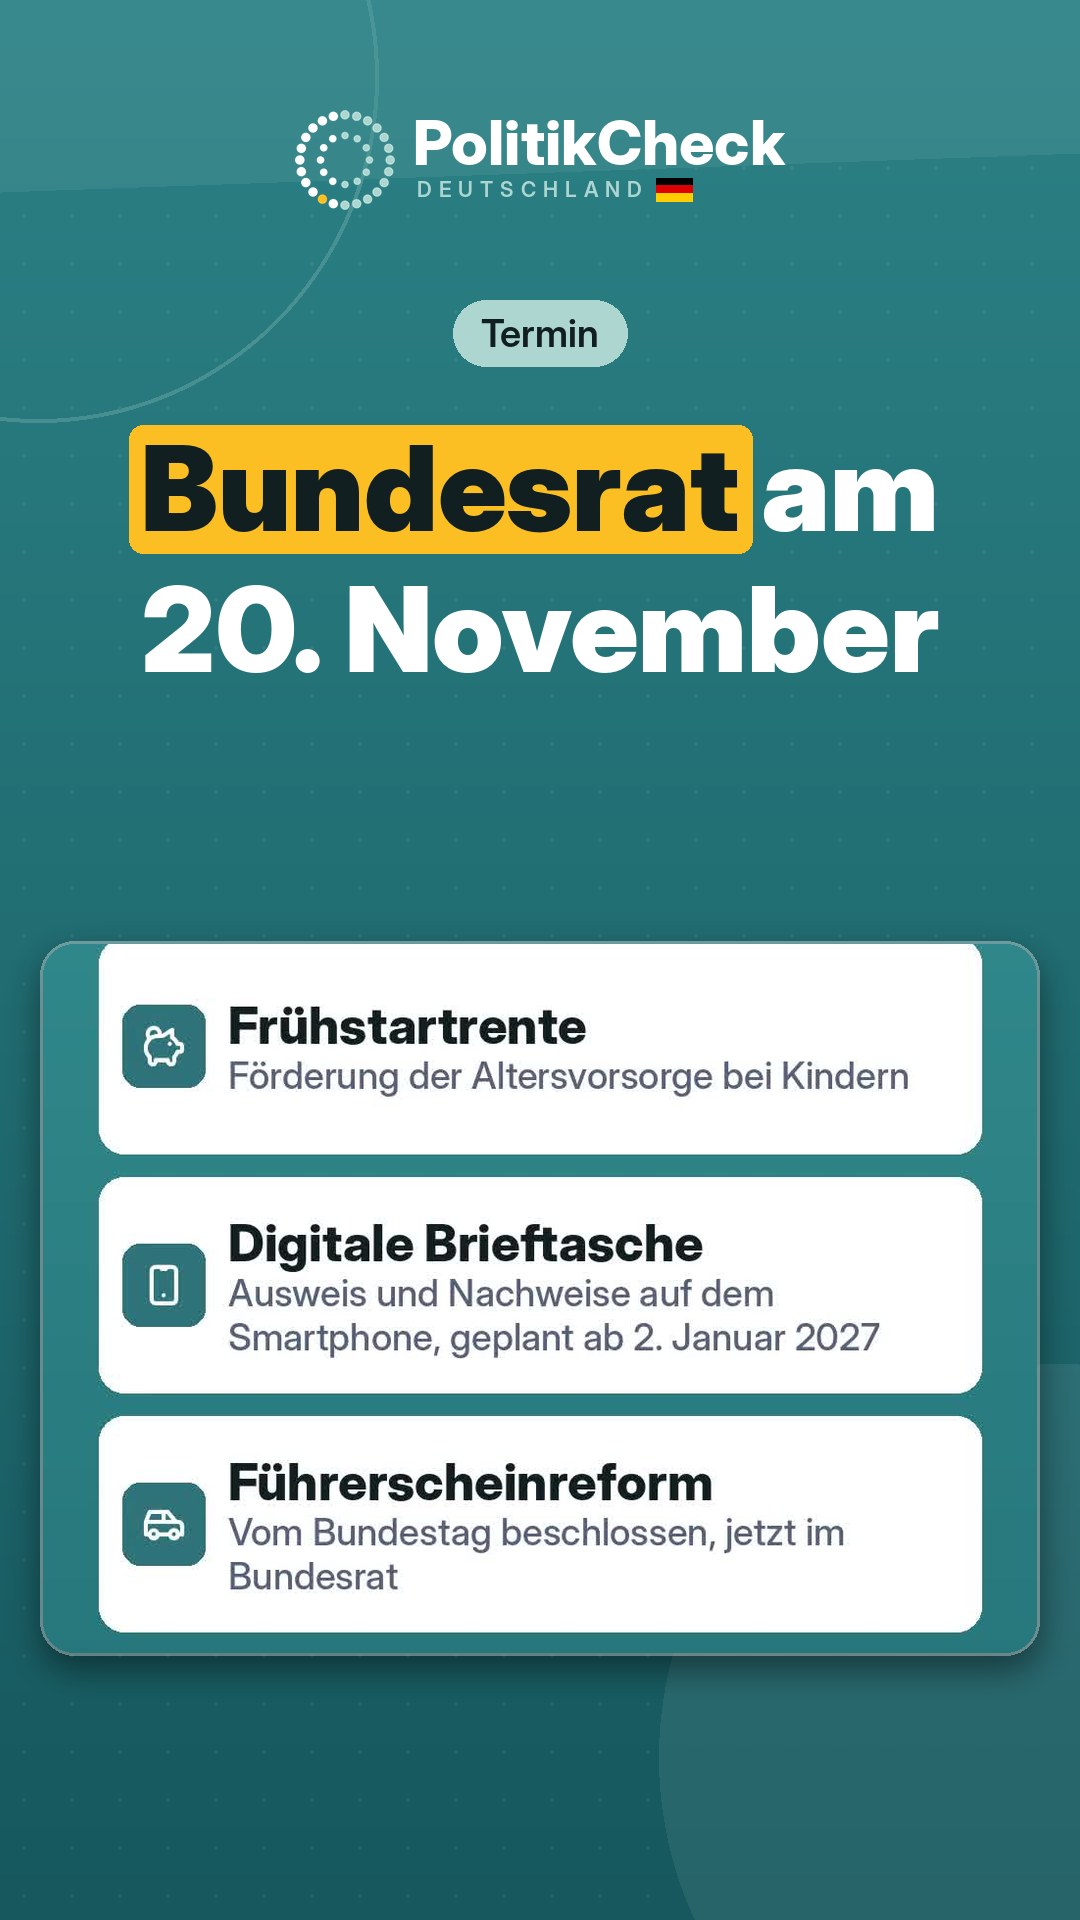 PolitikCheck
DEUTSCHLAND
Termin
Bundesrat am
20. November
Frühstartrente
Förderung der Altersvorsorge bei Kindern
Digitale Brieftasche
Ausweis und Nachweise auf dem
Smartphone, geplant ab 2. Januar 2027
Führerscheinreform
Vom Bundestag beschlossen, jetzt im
Bundesrat